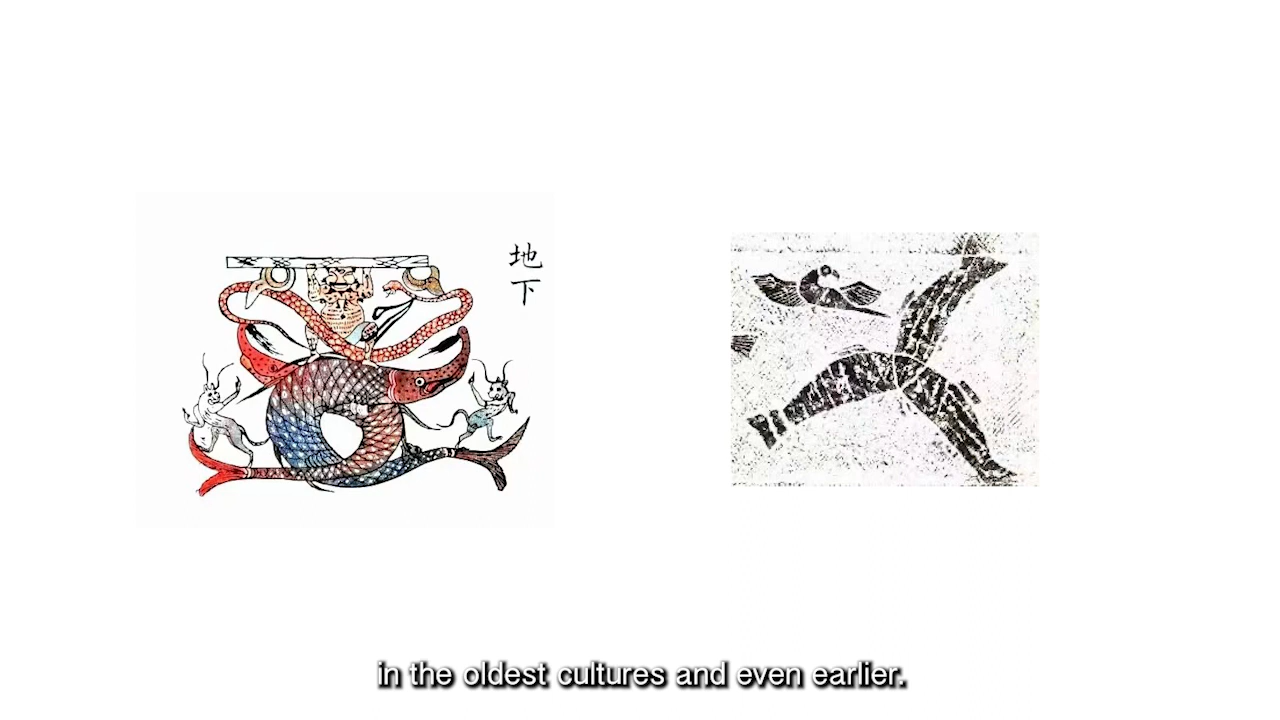 地
下
in the oldest cultures and even earlier.